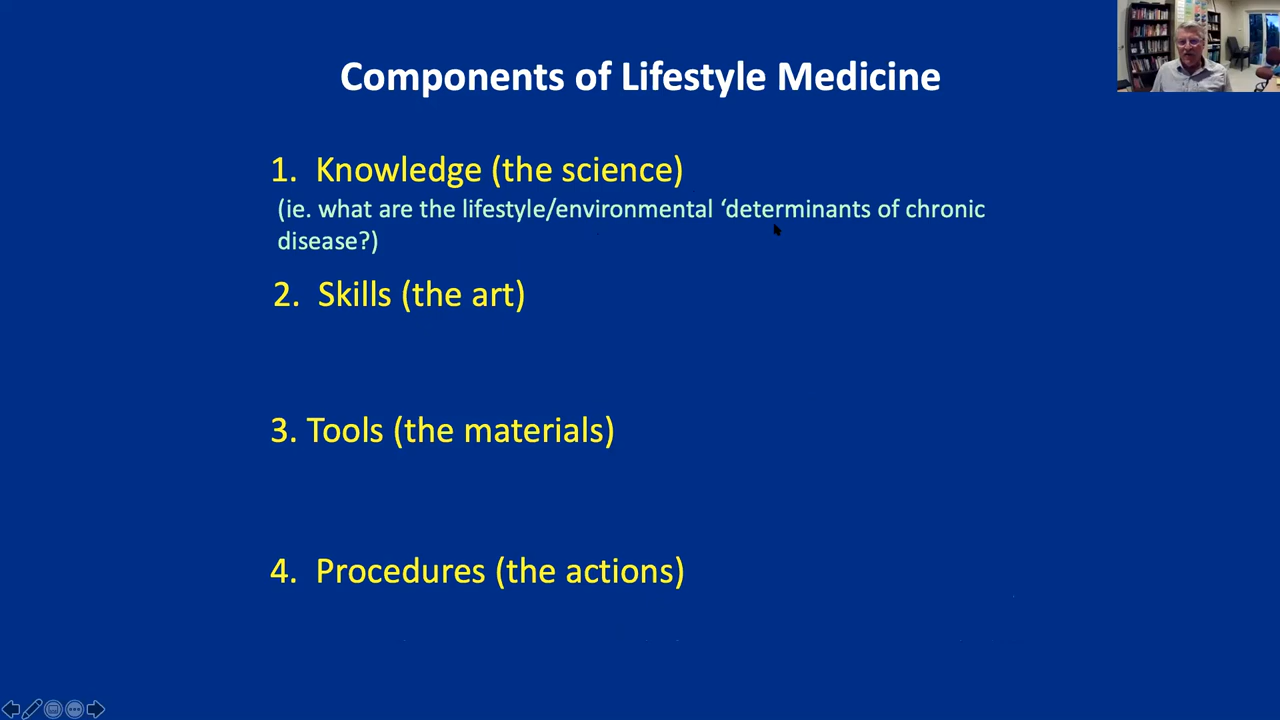 Components of Lifestyle Medicine
1. Knowledge (the science)
(ie. what are the lifestyle/environmental ‘determinants of chronic
disease?)
2. Skills (the art)
3. Tools (the materials)
4. Procedures (the actions)